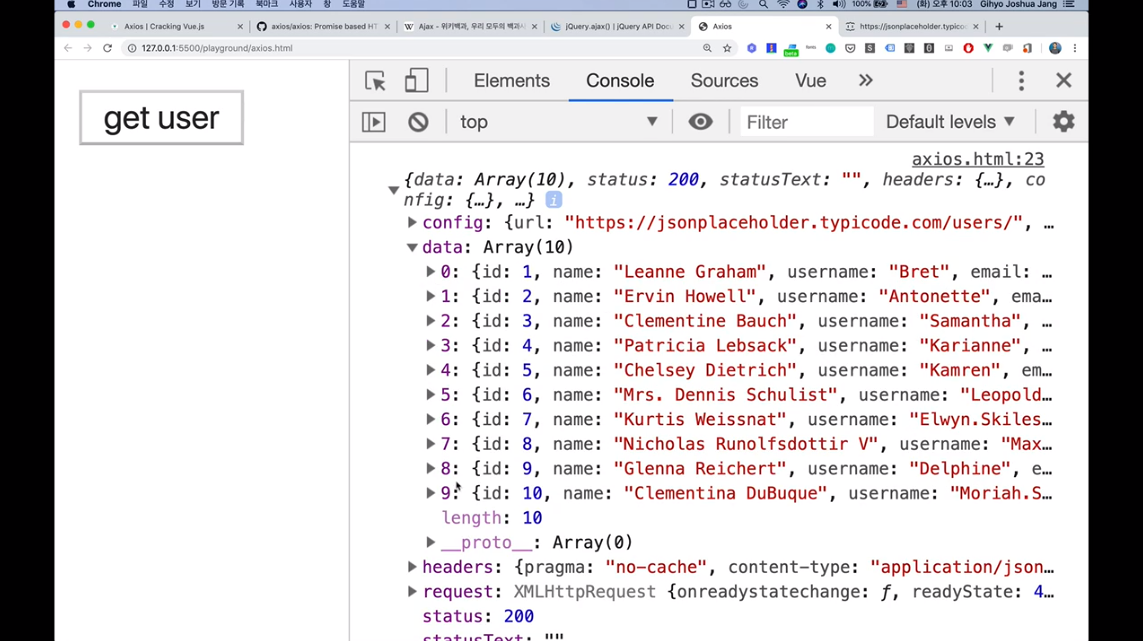 Chrome 파일 수정 보기 방문 기록 북마크 사용자 창 도움말 100% 오후 10:03 Gihyo Joshua Jang
Axios | Cracking Vue.js axios/axios: Promise based HT Ajax - 위키백과, 우리 모두의 백과사 jQuery.ajax() | jQuery API Docu Axios https://jsonplaceholder.typicode
127.0.0.1:5500/playground/axios.html
get user
Elements Console Sources Vue
top Filter Default levels ▼
axios.html:23
{data: Array(10), status: 200, statusText: "", headers: {…}, co
nfig: {…}, …}
config: {url: "https://jsonplaceholder.typicode.com/users/", …
data: Array(10)
0: {id: 1, name: "Leanne Graham", username: "Bret", email: …
1: {id: 2, name: "Ervin Howell", username: "Antonette", ema…
2: {id: 3, name: "Clementine Bauch", username: "Samantha", …
3: {id: 4, name: "Patricia Lebsack", username: "Karianne", …
4: {id: 5, name: "Chelsey Dietrich", username: "Kamren", em…
5: {id: 6, name: "Mrs. Dennis Schulist", username: "Leopold…
6: {id: 7, name: "Kurtis Weissnat", username: "Elwyn.Skiles…
7: {id: 8, name: "Nicholas Runolfsdottir V", username: "Max…
8: {id: 9, name: "Glenna Reichert", username: "Delphine", e…
9: {id: 10, name: "Clementina DuBuque", username: "Moriah.S…
length: 10
__proto__: Array(0)
headers: {pragma: "no-cache", content-type: "application/json…
request: XMLHttpRequest {onreadystatechange: ƒ, readyState: 4…
status: 200
statusText: ""